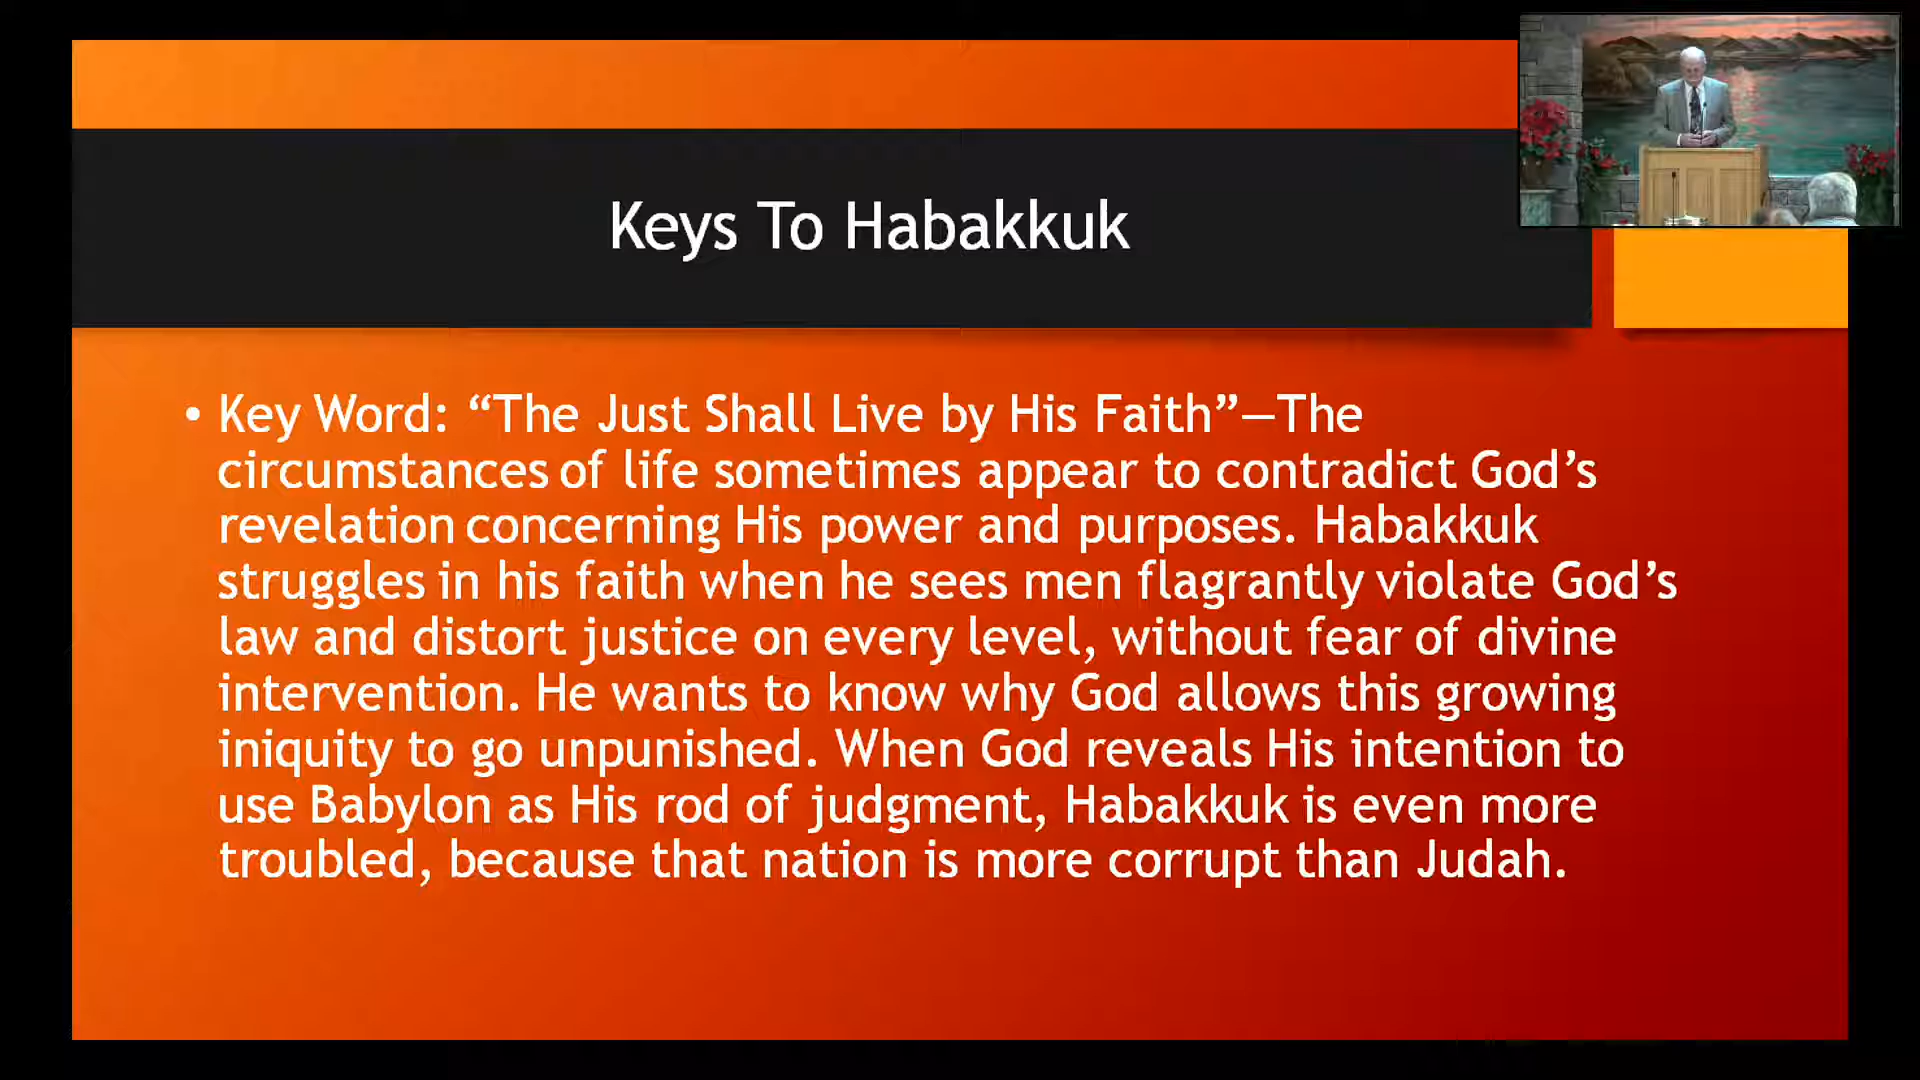 Keys To Habakkuk
• Key Word: “The Just Shall Live by His Faith”—The
circumstances of life sometimes appear to contradict God’s
revelation concerning His power and purposes. Habakkuk
struggles in his faith when he sees men flagrantly violate God’s
law and distort justice on every level, without fear of divine
intervention. He wants to know why God allows this growing
iniquity to go unpunished. When God reveals His intention to
use Babylon as His rod of judgment, Habakkuk is even more
troubled, because that nation is more corrupt than Judah.